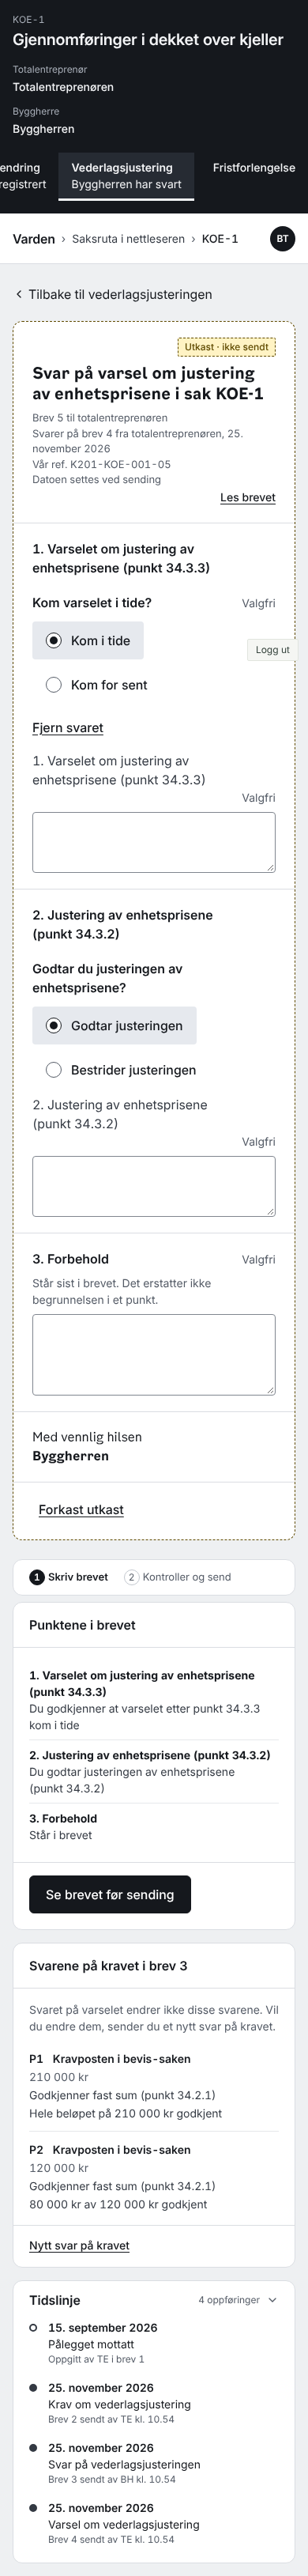 KOE-1
Gjennomføringer i dekket over kjeller
Totalentreprenør
Totalentreprenøren
Byggherre
Byggherren
endring
Vederlagsjustering
Fristforlengelse
registrert
Byggherren har svart
Varden › Saksruta i nettleseren › KOE-1
BT
Tilbake til vederlagsjusteringen
Utkast · ikke sendt
Svar på varsel om justering
av enhetsprisene i sak KOE-1
Brev 5 til totalentreprenøren
Svarer på brev 4 fra totalentreprenøren, 25.
november 2026
Vår ref. K201-KOE-001-05
Datoen settes ved sending
Les brevet
1. Varselet om justering av
enhetsprisene (punkt 34.3.3)
Kom varselet i tide?
Valgfri
Kom i tide
Logg ut
Kom for sent
Fjern svaret
1. Varselet om justering av
enhetsprisene (punkt 34.3.3)
Valgfri
2. Justering av enhetsprisene
(punkt 34.3.2)
Godtar du justeringen av
enhetsprisene?
Godtar justeringen
Bestrider justeringen
2. Justering av enhetsprisene
(punkt 34.3.2)
Valgfri
3. Forbehold
Valgfri
Står sist i brevet. Det erstatter ikke
begrunnelsen i et punkt.
Med vennlig hilsen
Byggherren
Forkast utkast
1 Skriv brevet
2 Kontroller og send
Punktene i brevet
1. Varselet om justering av enhetsprisene
(punkt 34.3.3)
Du godkjenner at varselet etter punkt 34.3.3
kom i tide
2. Justering av enhetsprisene (punkt 34.3.2)
Du godtar justeringen av enhetsprisene
(punkt 34.3.2)
3. Forbehold
Står i brevet
Se brevet før sending
Svarene på kravet i brev 3
Svaret på varselet endrer ikke disse svarene. Vil
du endre dem, sender du et nytt svar på kravet.
P1 Kravposten i bevis-saken
210 000 kr
Godkjenner fast sum (punkt 34.2.1)
Hele beløpet på 210 000 kr godkjent
P2 Kravposten i bevis-saken
120 000 kr
Godkjenner fast sum (punkt 34.2.1)
80 000 kr av 120 000 kr godkjent
Nytt svar på kravet
Tidslinje
4 oppføringer
15. september 2026
Pålegget mottatt
Oppgitt av TE i brev 1
25. november 2026
Krav om vederlagsjustering
Brev 2 sendt av TE kl. 10.54
25. november 2026
Svar på vederlagsjusteringen
Brev 3 sendt av BH kl. 10.54
25. november 2026
Varsel om vederlagsjustering
Brev 4 sendt av TE kl. 10.54